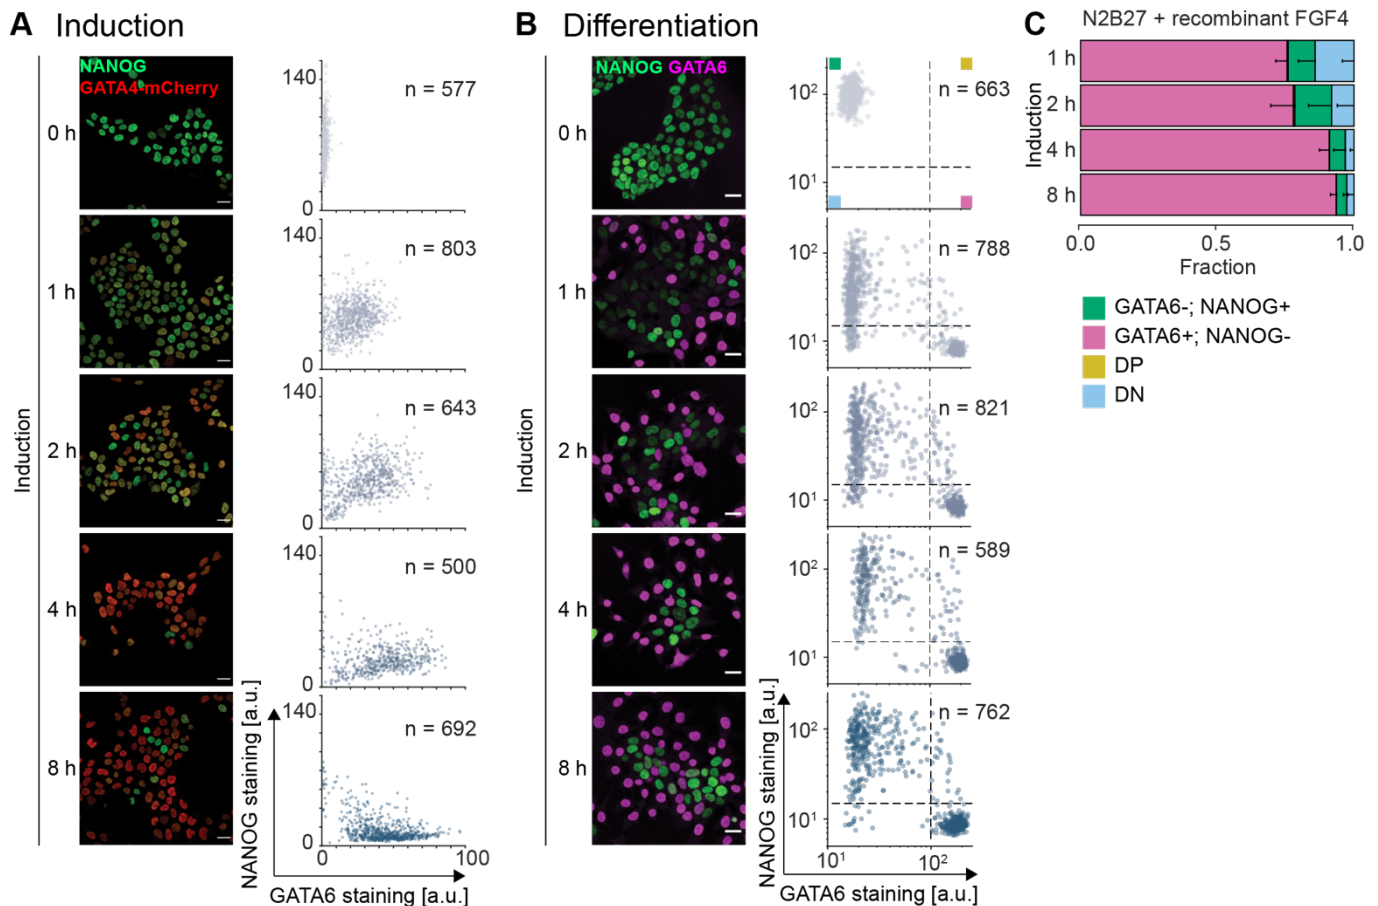 A Induction
NANOG
GATA4-mCherry
0 h
140
0
n = 577
1 h
140
0
n = 803
Induction
2 h
140
0
n = 643
4 h
140
0
n = 500
8 h
140
0
n = 692
0
100
NANOG staining [a.u.]
GATA6 staining [a.u.]
B Differentiation
NANOG GATA6
0 h
10²
10¹
n = 663
1 h
10²
10¹
n = 788
Induction
2 h
10²
10¹
n = 821
4 h
10²
10¹
n = 589
8 h
10²
10¹
n = 762
10¹
10²
NANOG staining [a.u.]
GATA6 staining [a.u.]
C N2B27 + recombinant FGF4
Induction
1 h
2 h
4 h
8 h
0.0 0.5 1.0
Fraction
GATA6-; NANOG+
GATA6+; NANOG-
DP
DN